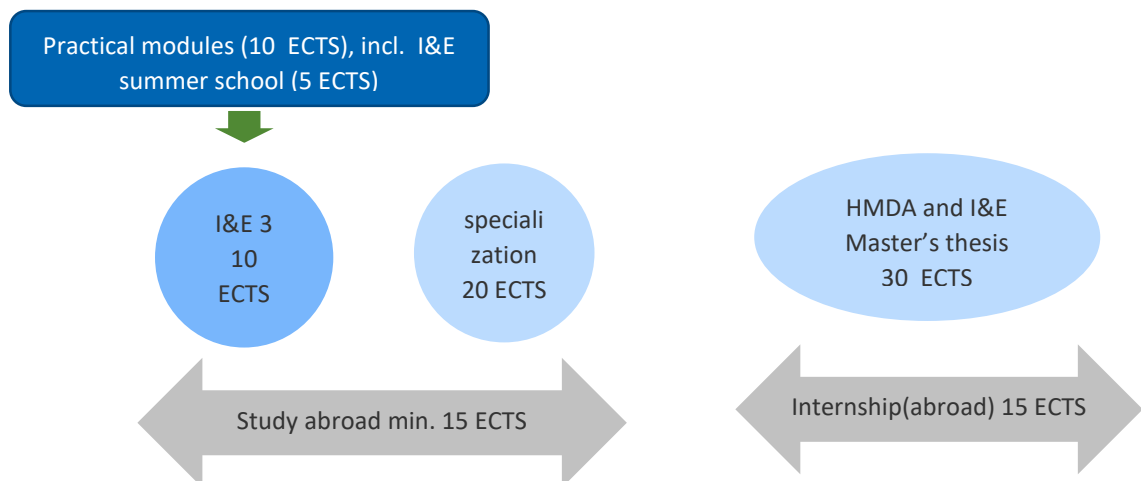 Practical modules (10 ECTS), incl. I&E
summer school (5 ECTS)
I&E 3
10
ECTS
speciali
zation
20 ECTS
HMDA and I&E
Master’s thesis
30 ECTS
Study abroad min. 15 ECTS
Internship(abroad) 15 ECTS